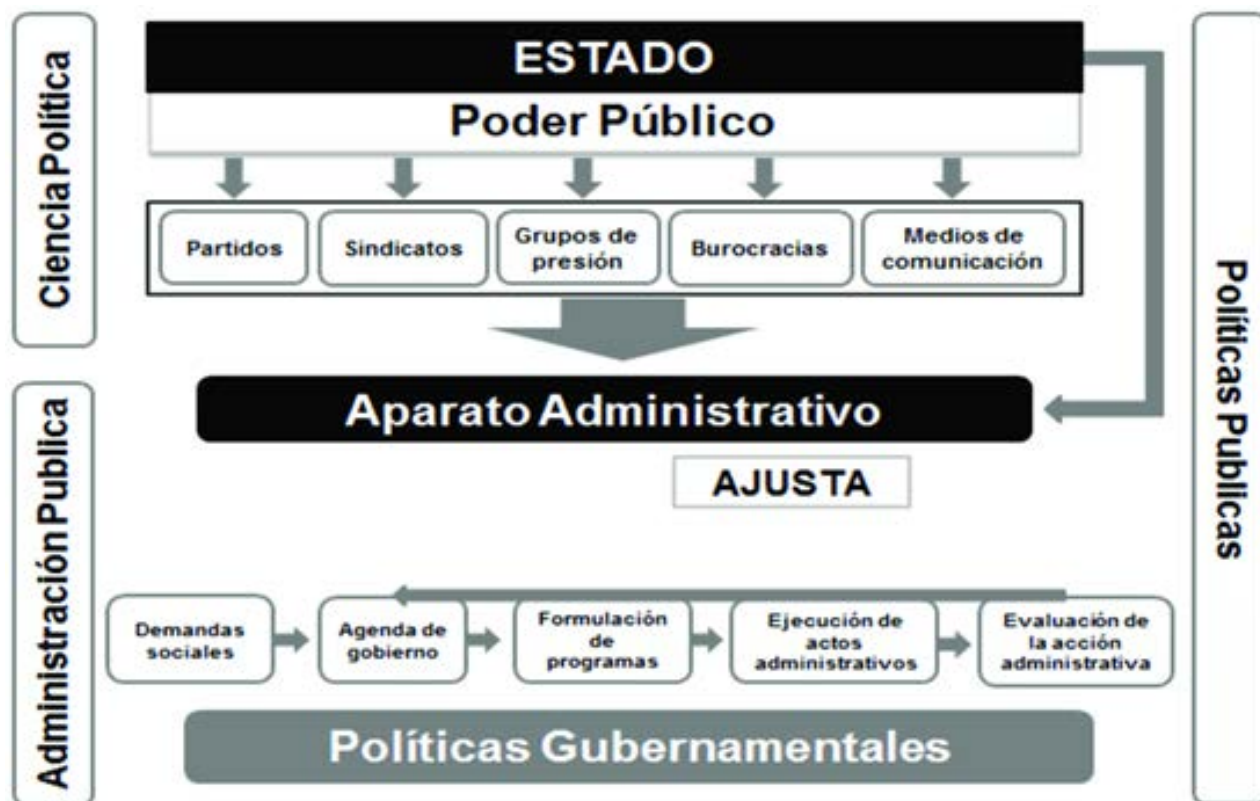 Ciencia Política
ESTADO
Poder Público
Partidos
Sindicatos
Grupos de
presión
Burocracias
Medios de
comunicación
Políticas Publicas
Administración Publica
Aparato Administrativo
AJUSTA
Demandas
sociales
Agenda de
gobierno
Formulación
de
programas
Ejecución de
actos
administrativos
Evaluación de
la acción
administrativa
Políticas Gubernamentales